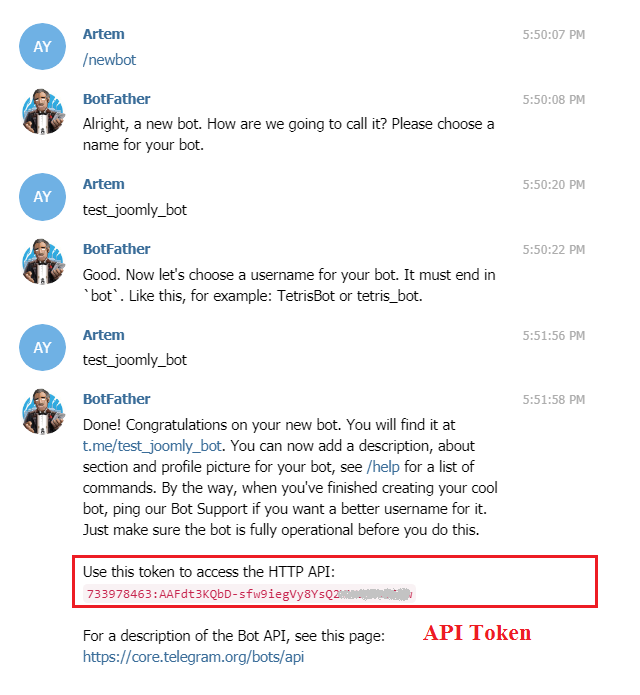 Artem 5:50:07 PM
AY
/newbot
BotFather 5:50:08 PM
Alright, a new bot. How are we going to call it? Please choose a
name for your bot.
Artem 5:50:20 PM
AY
test_joomly_bot
BotFather 5:50:22 PM
Good. Now let's choose a username for your bot. It must end in
`bot`. Like this, for example: TetrisBot or tetris_bot.
Artem 5:51:56 PM
AY
test_joomly_bot
BotFather 5:51:58 PM
Done! Congratulations on your new bot. You will find it at
t.me/test_joomly_bot. You can now add a description, about
section and profile picture for your bot, see /help for a list of
commands. By the way, when you've finished creating your cool
bot, ping our Bot Support if you want a better username for it.
Just make sure the bot is fully operational before you do this.
Use this token to access the HTTP API:
733978463:AAFdt3KQbD-sfw9iegVy8YsQ2
For a description of the Bot API, see this page:
API Token
https://core.telegram.org/bots/api